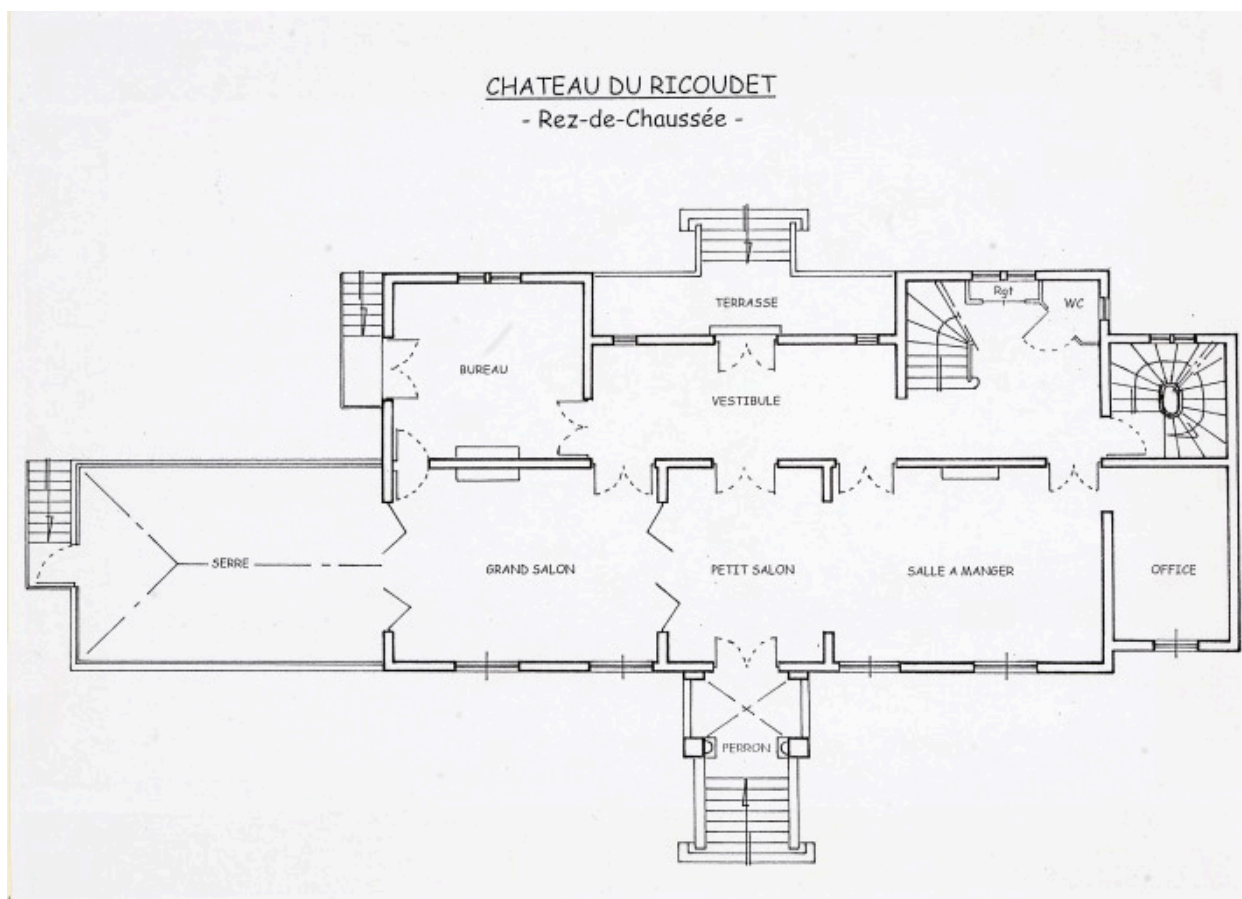 CHATEAU DU RICOUDET
- Rez-de-Chaussée -
Rgt
WC
TERRASSE
BUREAU
VESTIBULE
SERRE
GRAND SALON
PETIT SALON
SALLE A MANGER
OFFICE
PERRON